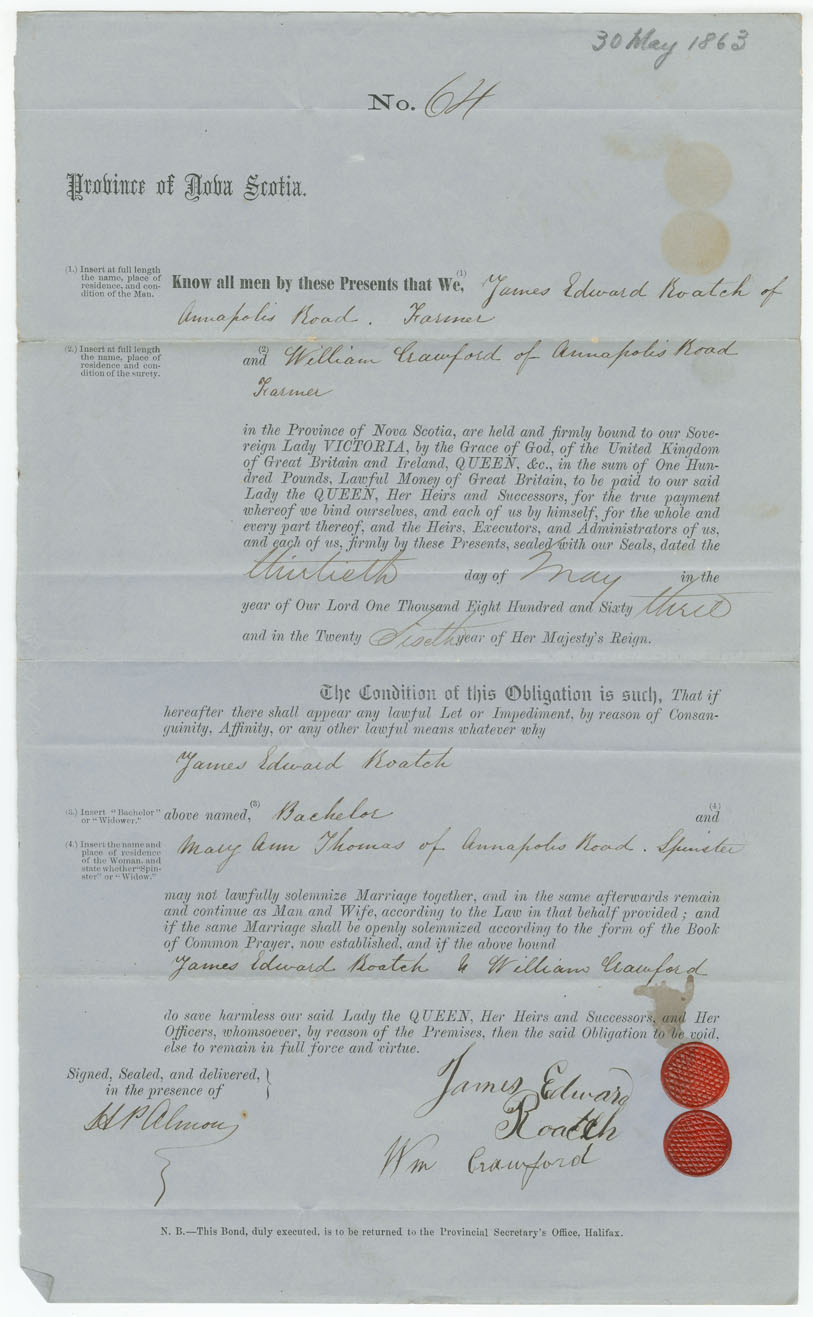 30 May 1863
No. 64
Province of Nova Scotia.
(1.) Insert at full length
the name, place of
residence, and con-
dition of the Man.
Know all men by these Presents that We, (1) James Edward Roatch of
Annapolis Road. Farmer
(2.) Insert at full length
the name, place of
residence and con-
dition of the surety.
(2)
and William Crawford of Annapolis Road
Farmer
in the Province of Nova Scotia, are held and firmly bound to our Sove-
reign Lady VICTORIA, by the Grace of God, of the United Kingdom
of Great Britain and Ireland, QUEEN, &c., in the sum of One Hun-
dred Pounds, Lawful Money of Great Britain, to be paid to our said
Lady the QUEEN, Her Heirs and Successors, for the true payment
whereof we bind ourselves, and each of us by himself, for the whole and
every part thereof, and the Heirs, Executors, and Administrators of us,
and each of us, firmly by these Presents, sealed with our Seals, dated the
thirtieth day of May in the
year of Our Lord One Thousand Eight Hundred and Sixty three
and in the Twenty Sixth year of Her Majesty's Reign.
The Condition of this Obligation is such, That if
hereafter there shall appear any lawful Let or Impediment, by reason of Consan-
guinity, Affinity, or any other lawful means whatever why
James Edward Roatch
(3.) Insert "Bachelor"
or "Widower."
above named, (3) Bachelor (4) and
(4.) Insert the name and
place of residence
of the Woman, and
state whether "Spin-
ster" or "Widow."
Mary Ann Thomas of Annapolis Road. Spinster
may not lawfully solemnize Marriage together, and in the same afterwards remain
and continue as Man and Wife, according to the Law in that behalf provided; and
if the same Marriage shall be openly solemnized according to the form of the Book
of Common Prayer, now established, and if the above bound
James Edward Roatch & William Crawford
do save harmless our said Lady the QUEEN, Her Heirs and Successors, and Her
Officers, whomsoever, by reason of the Premises, then the said Obligation to be void,
else to remain in full force and virtue.
Signed, Sealed, and delivered,
in the presence of
H P Almon
James Edward
Roatch
Wm Crawford
N. B.—This Bond, duly executed, is to be returned to the Provincial Secretary's Office, Halifax.